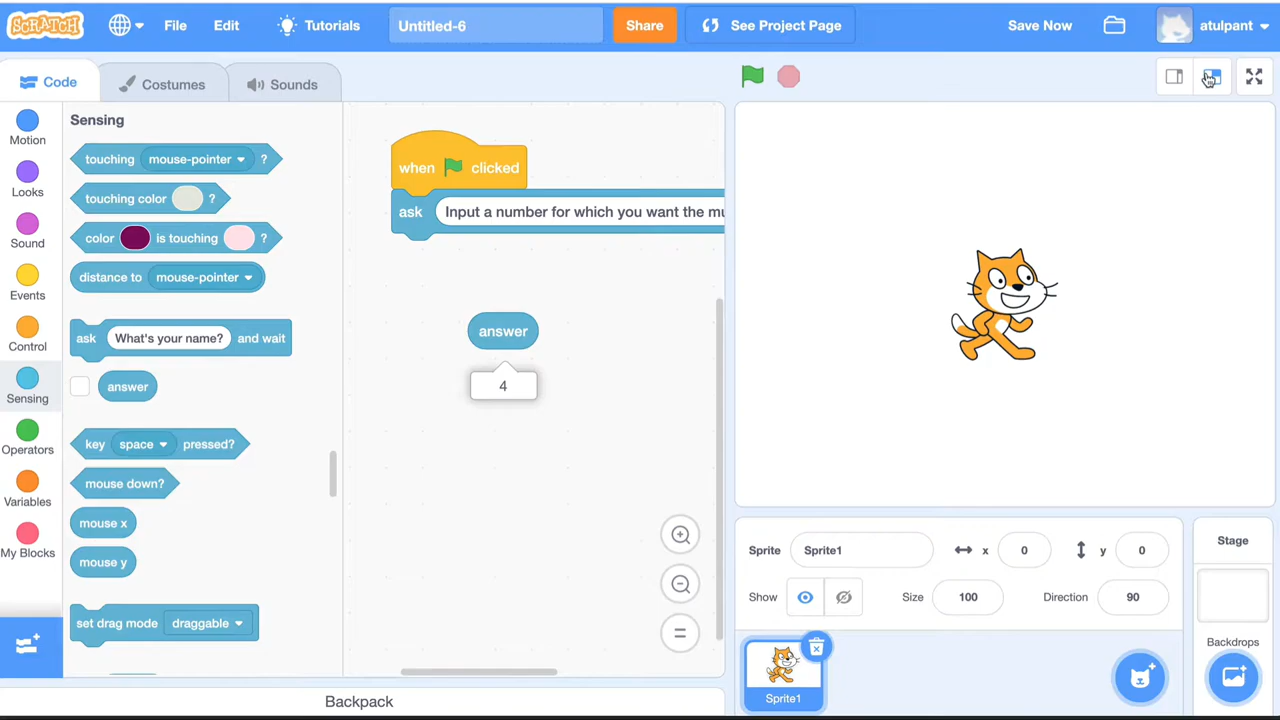 SCRATCH File Edit Tutorials Untitled-6 Share See Project Page Save Now atulpant
Code Costumes Sounds
Motion
Looks
Sound
Events
Control
Sensing
Operators
Variables
My Blocks
Sensing
touching mouse-pointer ?
touching color ?
color is touching ?
distance to mouse-pointer
ask What's your name? and wait
answer
key space pressed?
mouse down?
mouse x
mouse y
set drag mode draggable
when clicked
ask Input a number for which you want the mu
answer
4
Backpack
Sprite Sprite1 x 0 y 0
Show Size 100 Direction 90
Sprite1
Stage
Backdrops